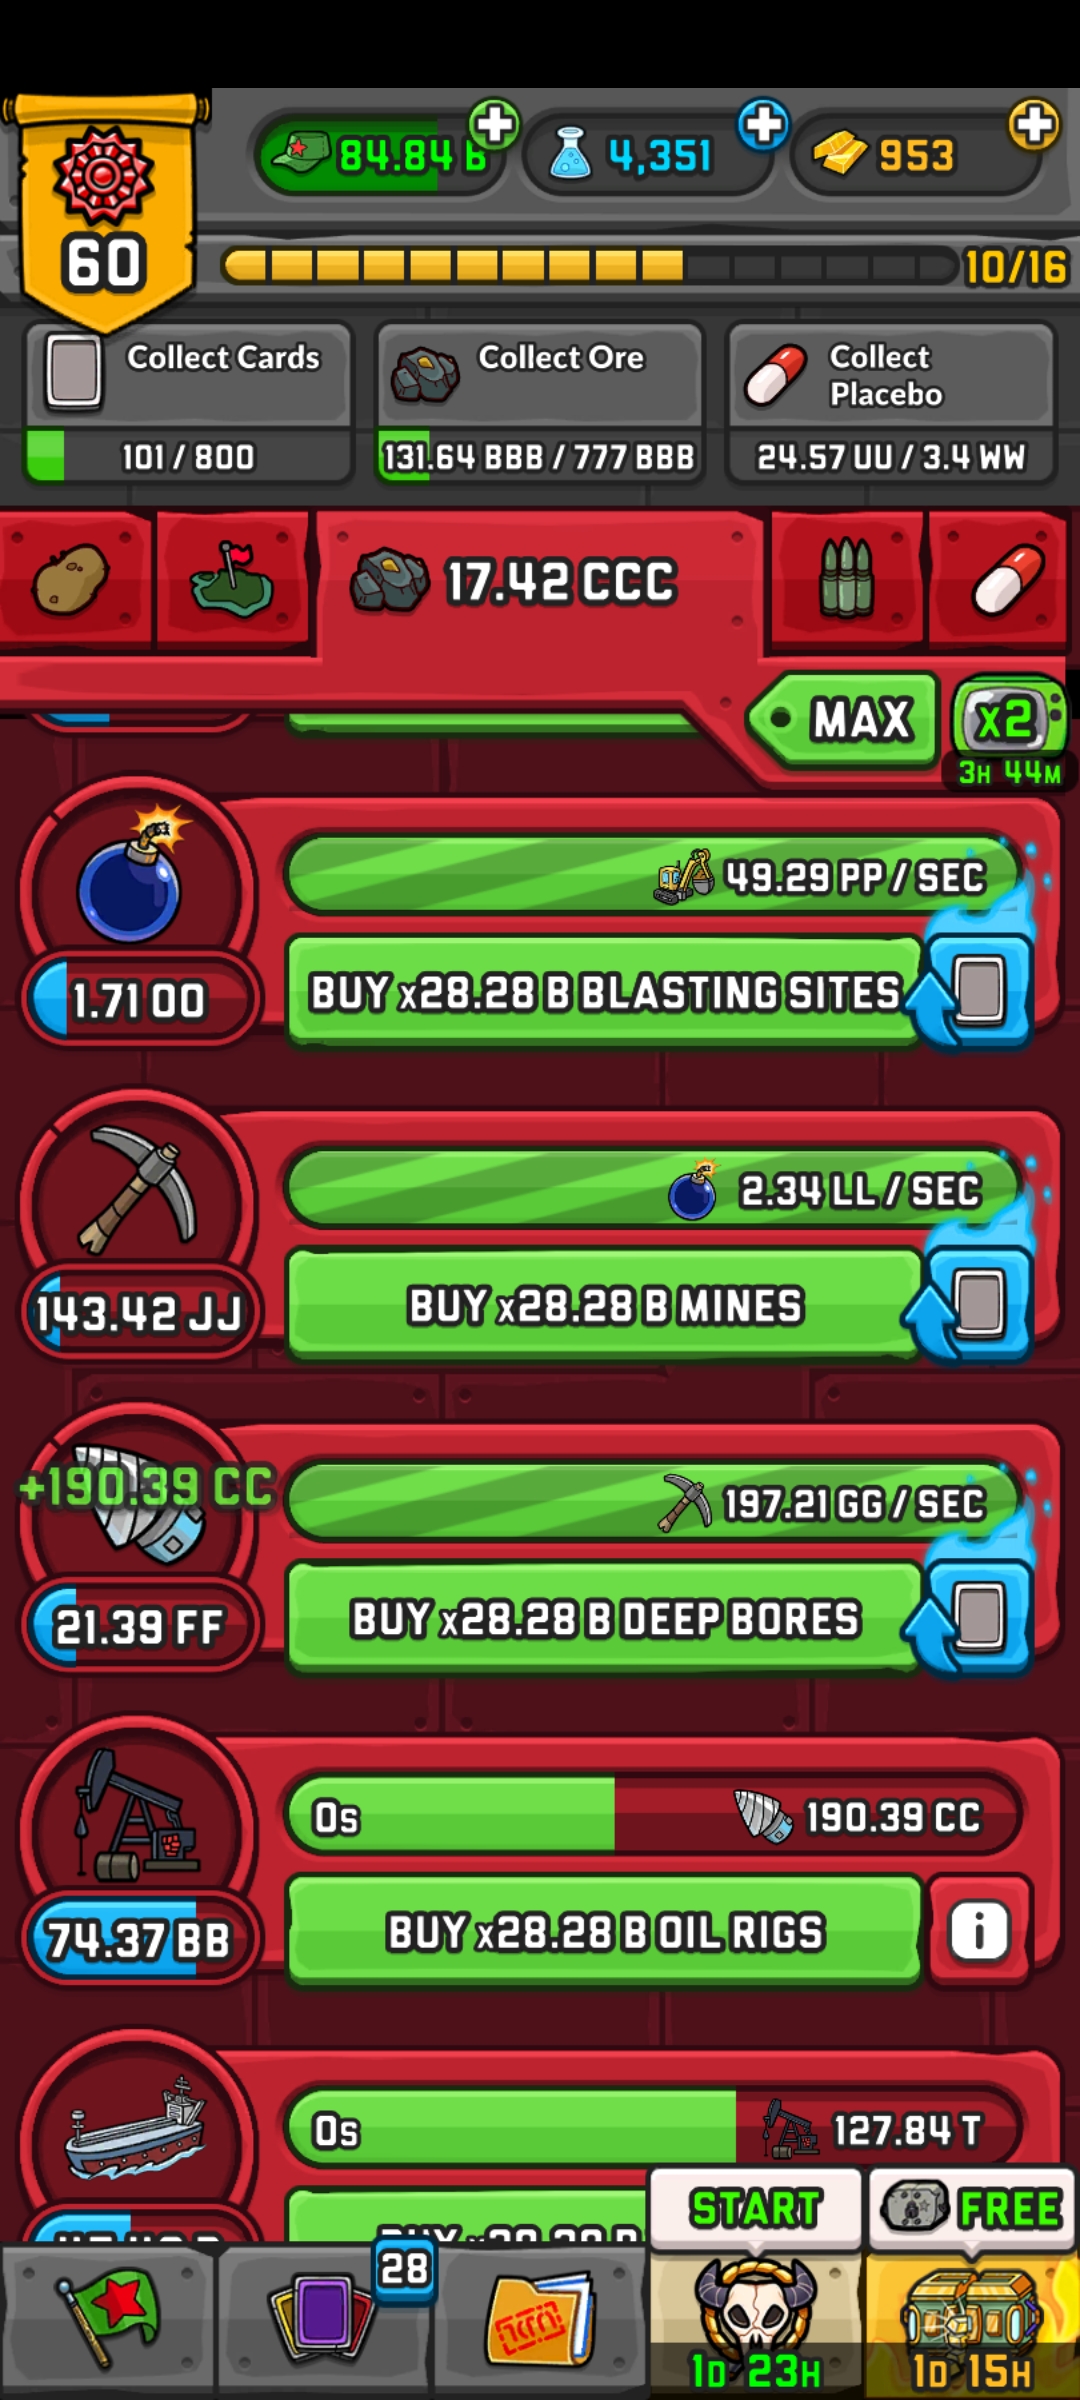 60
84.84 B
4,351
953
10/16
Collect Cards
101 / 800
Collect Ore
131.64 BBB / 777 BBB
Collect
Placebo
24.57 UU / 3.4 WW
17.42 CCC
MAX
x2
3H 44M
49.29 PP / SEC
1.71 OO
BUY x28.28 B BLASTING SITES
2.34 LL / SEC
143.42 JJ
BUY x28.28 B MINES
+190.39 CC
197.21 GG / SEC
21.39 FF
BUY x28.28 B DEEP BORES
0s
190.39 CC
74.37 BB
BUY x28.28 B OIL RIGS
0s
127.84 T
START
FREE
28
1D 23H
1D 15H